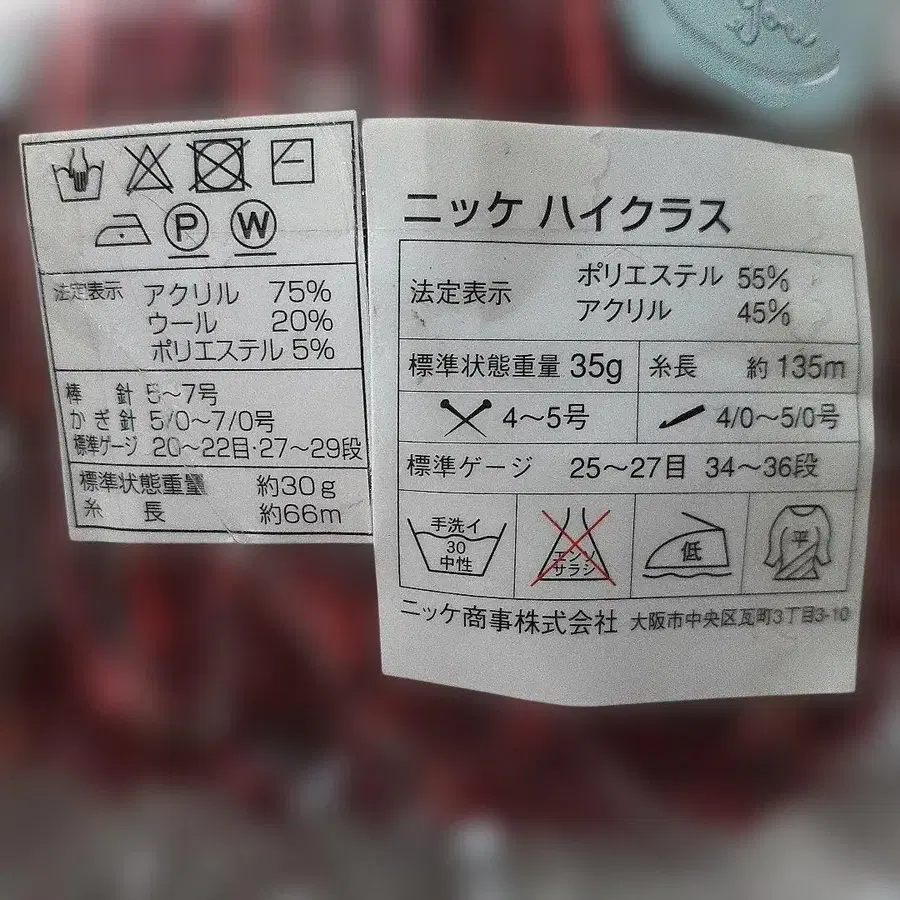 P W
法定表示 アクリル 75%
ウール 20%
ポリエステル 5%
棒 針 5〜7号
かぎ針 5/0〜7/0号
標準ゲージ 20〜22目・27〜29段
標準状態重量 約30g
糸 長 約66m
you
ニッケ ハイクラス
法定表示 ポリエステル 55%
アクリル 45%
標準状態重量 35g 糸長 約135m
4〜5号 4/0〜5/0号
標準ゲージ 25〜27目 34〜36段
手洗イ
30
中性
エンソ
サラシ
低
平
ニッケ商事株式会社 大阪市中央区瓦町3丁目3-10